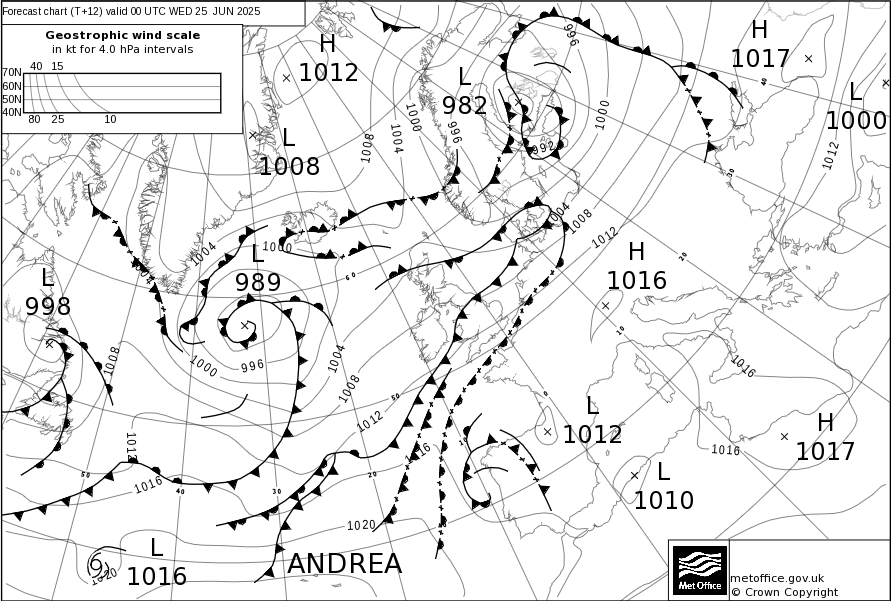 Forecast chart (T+12) valid 00 UTC WED 25 JUN 2025
Geostrophic wind scale
in kt for 4.0 hPa intervals
40 15
70N
60N
50N
40N
80 25 10
H
1012
L
1008
L
982
H
1017
L
1000
996
1000
1004
1008
996
992
1000
1012
40
30
1004
1008
1012
20
H
1016
10
1004
1004
1000
L
989
60
L
998
1008
1000
996
1004
1008
1012
50
1016
1012
1016
50
40
30
20
10
0
L
1012
L
1010
1016
1016
H
1017
1020
L
1016
1020
ANDREA
Met Office
metoffice.gov.uk
© Crown Copyright